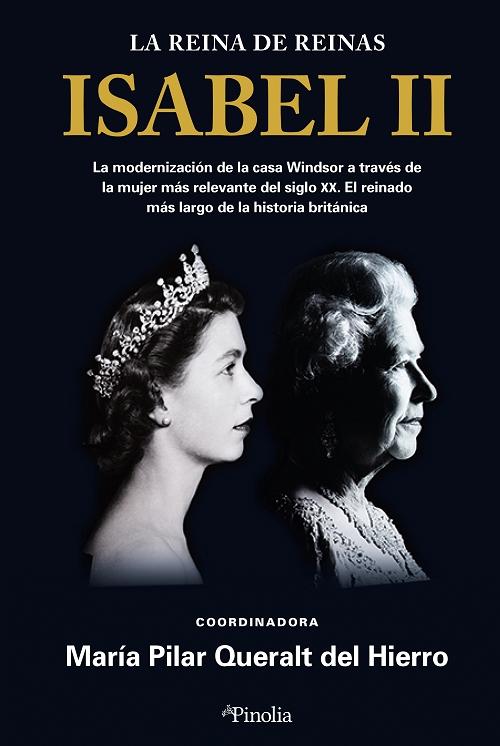 LA REINA DE REINAS
ISABEL II
La modernización de la casa Windsor a través de
la mujer más relevante del siglo XX. El reinado
más largo de la historia británica
COORDINADORA
María Pilar Queralt del Hierro
Pinolia